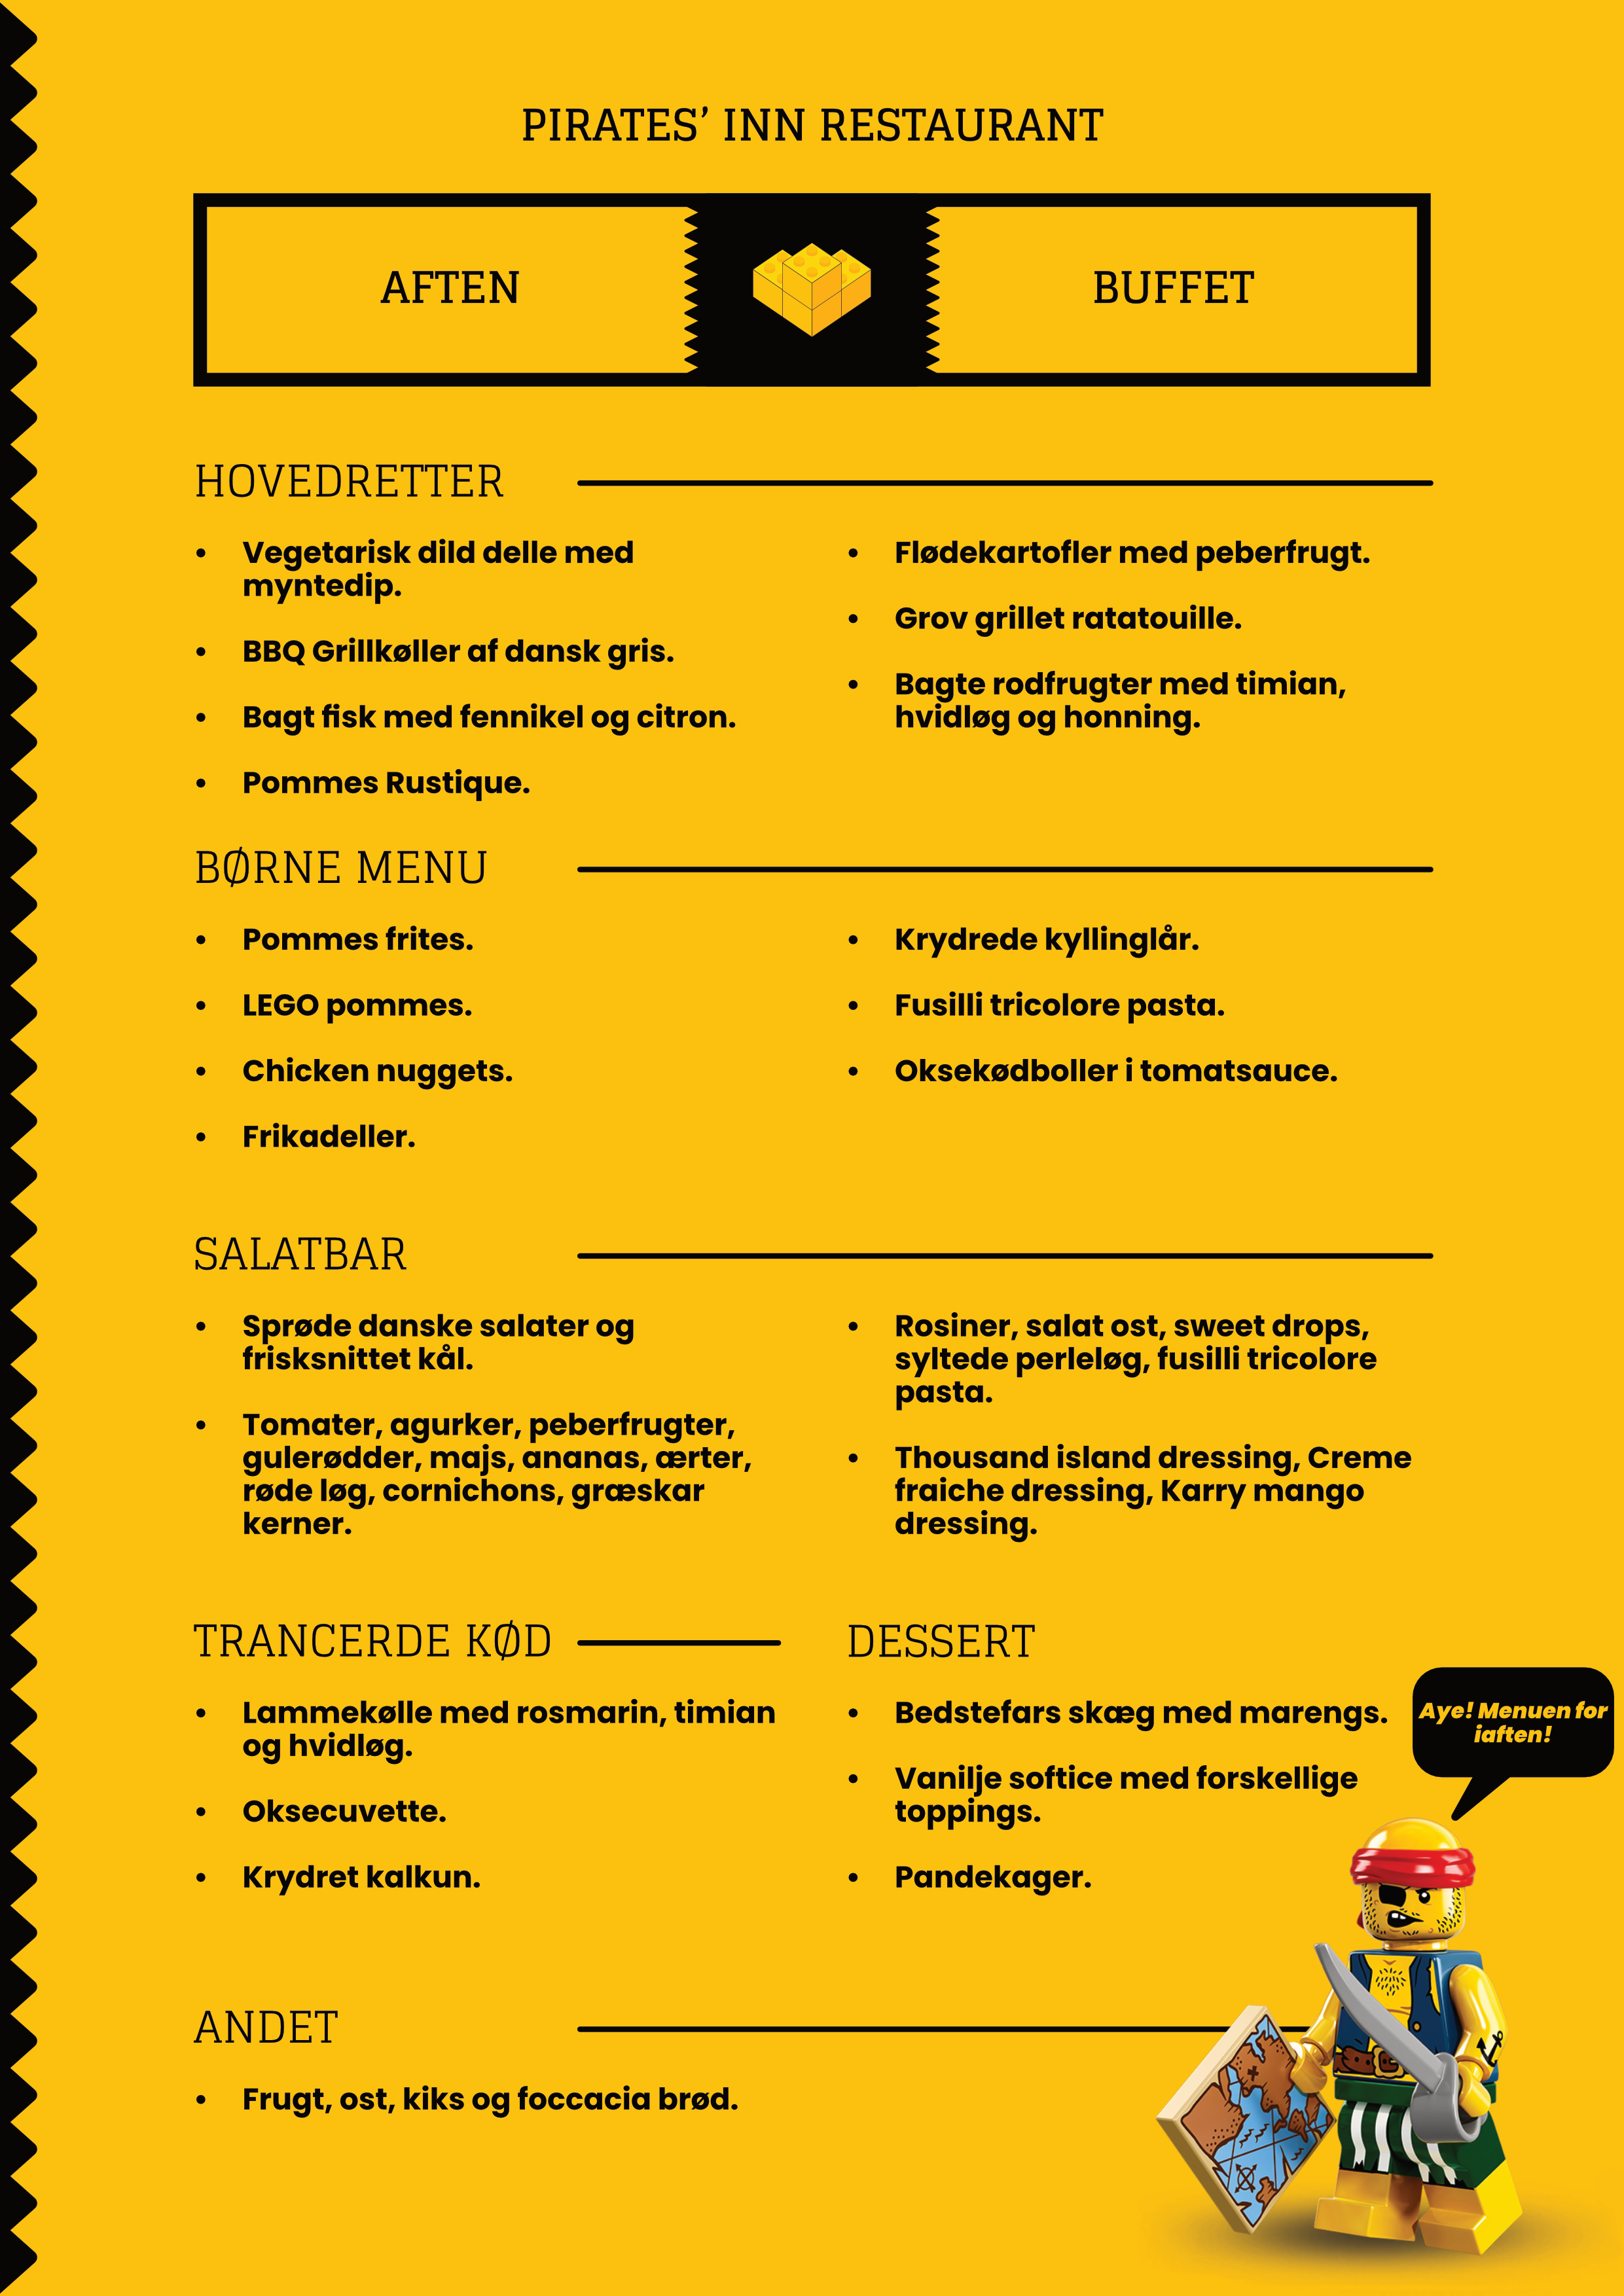 PIRATES’ INN RESTAURANT
AFTEN
BUFFET
HOVEDRETTER
• Vegetarisk dild delle med
myntedip.
• BBQ Grillkøller af dansk gris.
• Bagt fisk med fennikel og citron.
• Pommes Rustique.
• Flødekartofler med peberfrugt.
• Grov grillet ratatouille.
• Bagte rodfrugter med timian,
hvidløg og honning.
BØRNE MENU
• Pommes frites.
• LEGO pommes.
• Chicken nuggets.
• Frikadeller.
• Krydrede kyllinglår.
• Fusilli tricolore pasta.
• Oksekødboller i tomatsauce.
SALATBAR
• Sprøde danske salater og
frisksnittet kål.
• Tomater, agurker, peberfrugter,
gulerødder, majs, ananas, ærter,
røde løg, cornichons, græskar
kerner.
• Rosiner, salat ost, sweet drops,
syltede perleløg, fusilli tricolore
pasta.
• Thousand island dressing, Creme
fraiche dressing, Karry mango
dressing.
TRANCERDE KØD
• Lammekølle med rosmarin, timian
og hvidløg.
• Oksecuvette.
• Krydret kalkun.
DESSERT
• Bedstefars skæg med marengs.
• Vanilje softice med forskellige
toppings.
• Pandekager.
Aye! Menuen for
iaften!
ANDET
• Frugt, ost, kiks og foccacia brød.